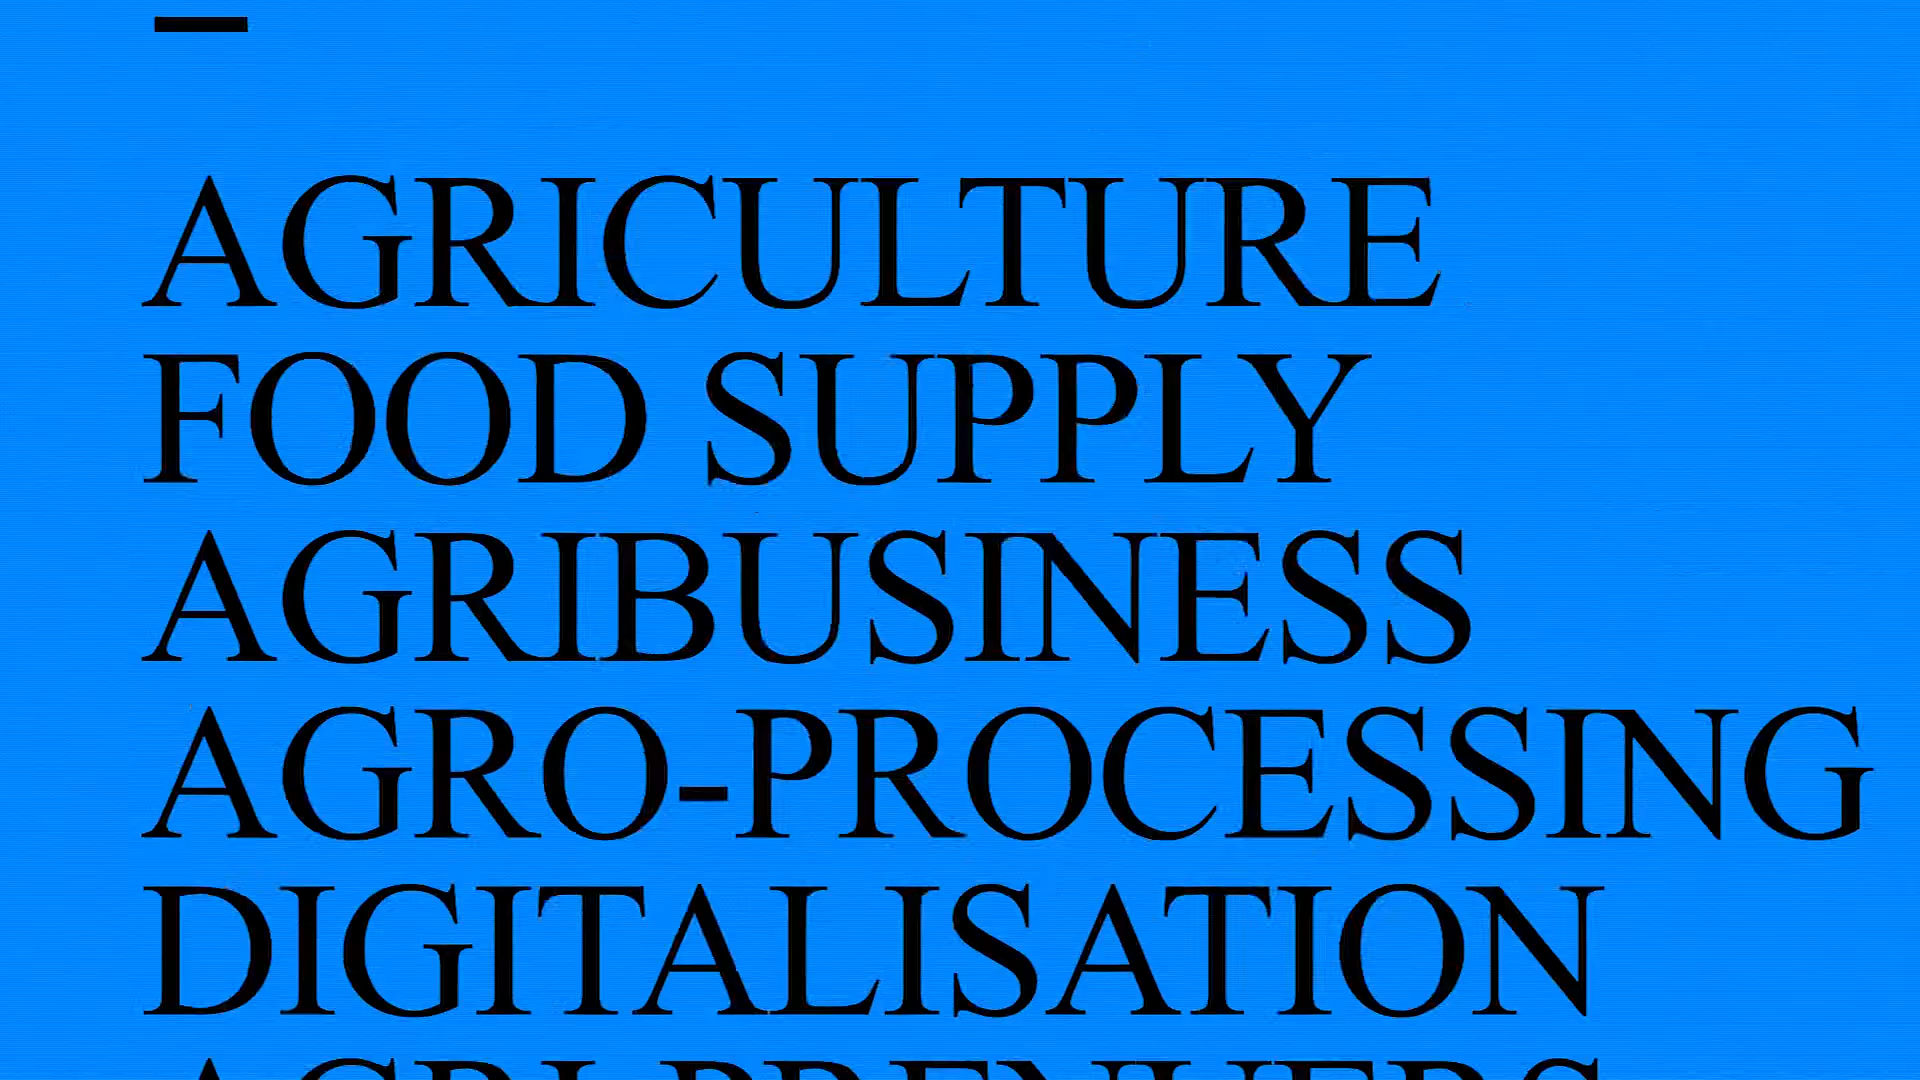 AGRICULTURE
FOOD SUPPLY
AGRIBUSINESS
AGRO-PROCESSING
DIGITALISATION